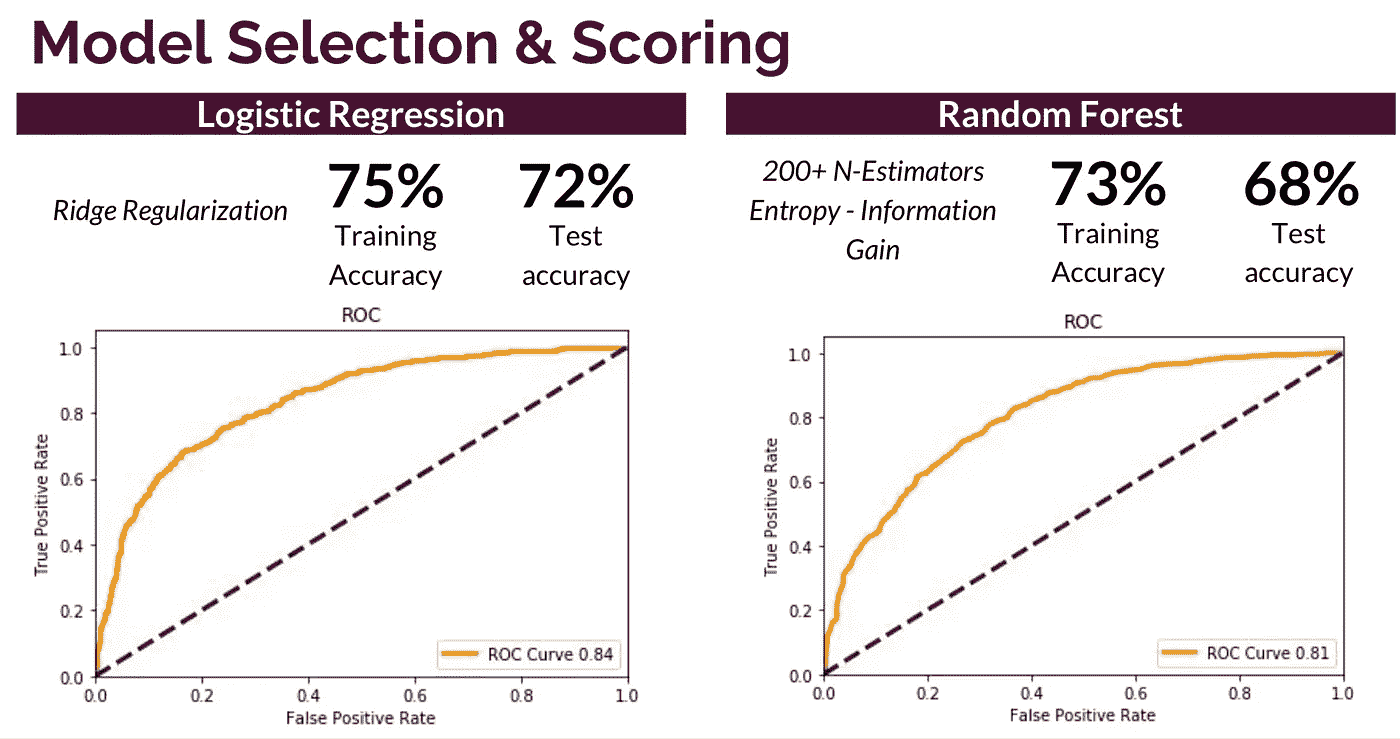 Model Selection & Scoring
Logistic Regression
Ridge Regularization
75%
Training
Accuracy
72%
Test
accuracy
ROC
1.0
0.8
0.6
0.4
0.2
0.0
True Positive Rate
ROC Curve 0.84
0.0 0.2 0.4 0.6 0.8 1.0
False Positive Rate
Random Forest
200+ N-Estimators
Entropy - Information
Gain
73%
Training
Accuracy
68%
Test
accuracy
ROC
1.0
0.8
0.6
0.4
0.2
0.0
True Positive Rate
ROC Curve 0.81
0.0 0.2 0.4 0.6 0.8 1.0
False Positive Rate